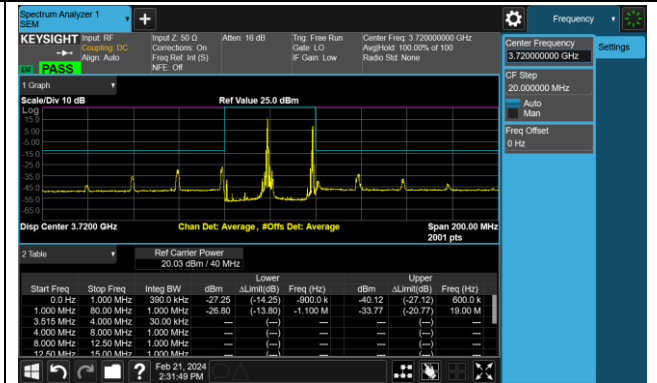 Spectrum Analyzer 1
SEM
Frequency
KEYSIGHT
Input: RF
Coupling: DC
Align: Auto
Input Z: 50 Ω
Corrections: On
Freq Ref: Int (S)
NFE: Off
Atten: 16 dB
Trig: Free Run
Gate: LO
IF Gain: Low
Center Freq: 3.720000000 GHz
Avg|Hold: 100.00% of 100
Radio Std: None
PASS
Center Frequency
3.720000000 GHz
Settings
CF Step
20.000000 MHz
Auto
Man
Freq Offset
0 Hz
1 Graph
Scale/Div 10 dB
Ref Value 25.0 dBm
Log
15.0
5.00
-5.00
-15.0
-25.0
-35.0
-45.0
-55.0
-65.0
Disp Center 3.7200 GHz
Chan Det: Average, #Offs Det: Average
Span 200.00 MHz
2001 pts
2 Table
Ref Carrier Power
20.03 dBm / 40 MHz
Lower Upper
Start Freq Stop Freq Integ BW dBm ΔLimit(dB) Freq (Hz) dBm ΔLimit(dB) Freq (Hz)
0.0 Hz 1.000 MHz 390.0 kHz -27.25 (-14.25) -900.0 k -40.12 (-27.12) 600.0 k
1.000 MHz 80.00 MHz 1.000 MHz -26.80 (-13.80) -1.100 M -33.77 (-20.77) 19.00 M
3.515 MHz 4.000 MHz 30.00 kHz --- (---) --- --- (---) ---
4.000 MHz 8.000 MHz 1.000 MHz --- (---) --- --- (---) ---
8.000 MHz 12.50 MHz 1.000 MHz --- (---) --- --- (---) ---
12.50 MHz 15.00 MHz 1.000 MHz --- (---) --- --- (---) ---
Feb 21, 2024
2:31:49 PM